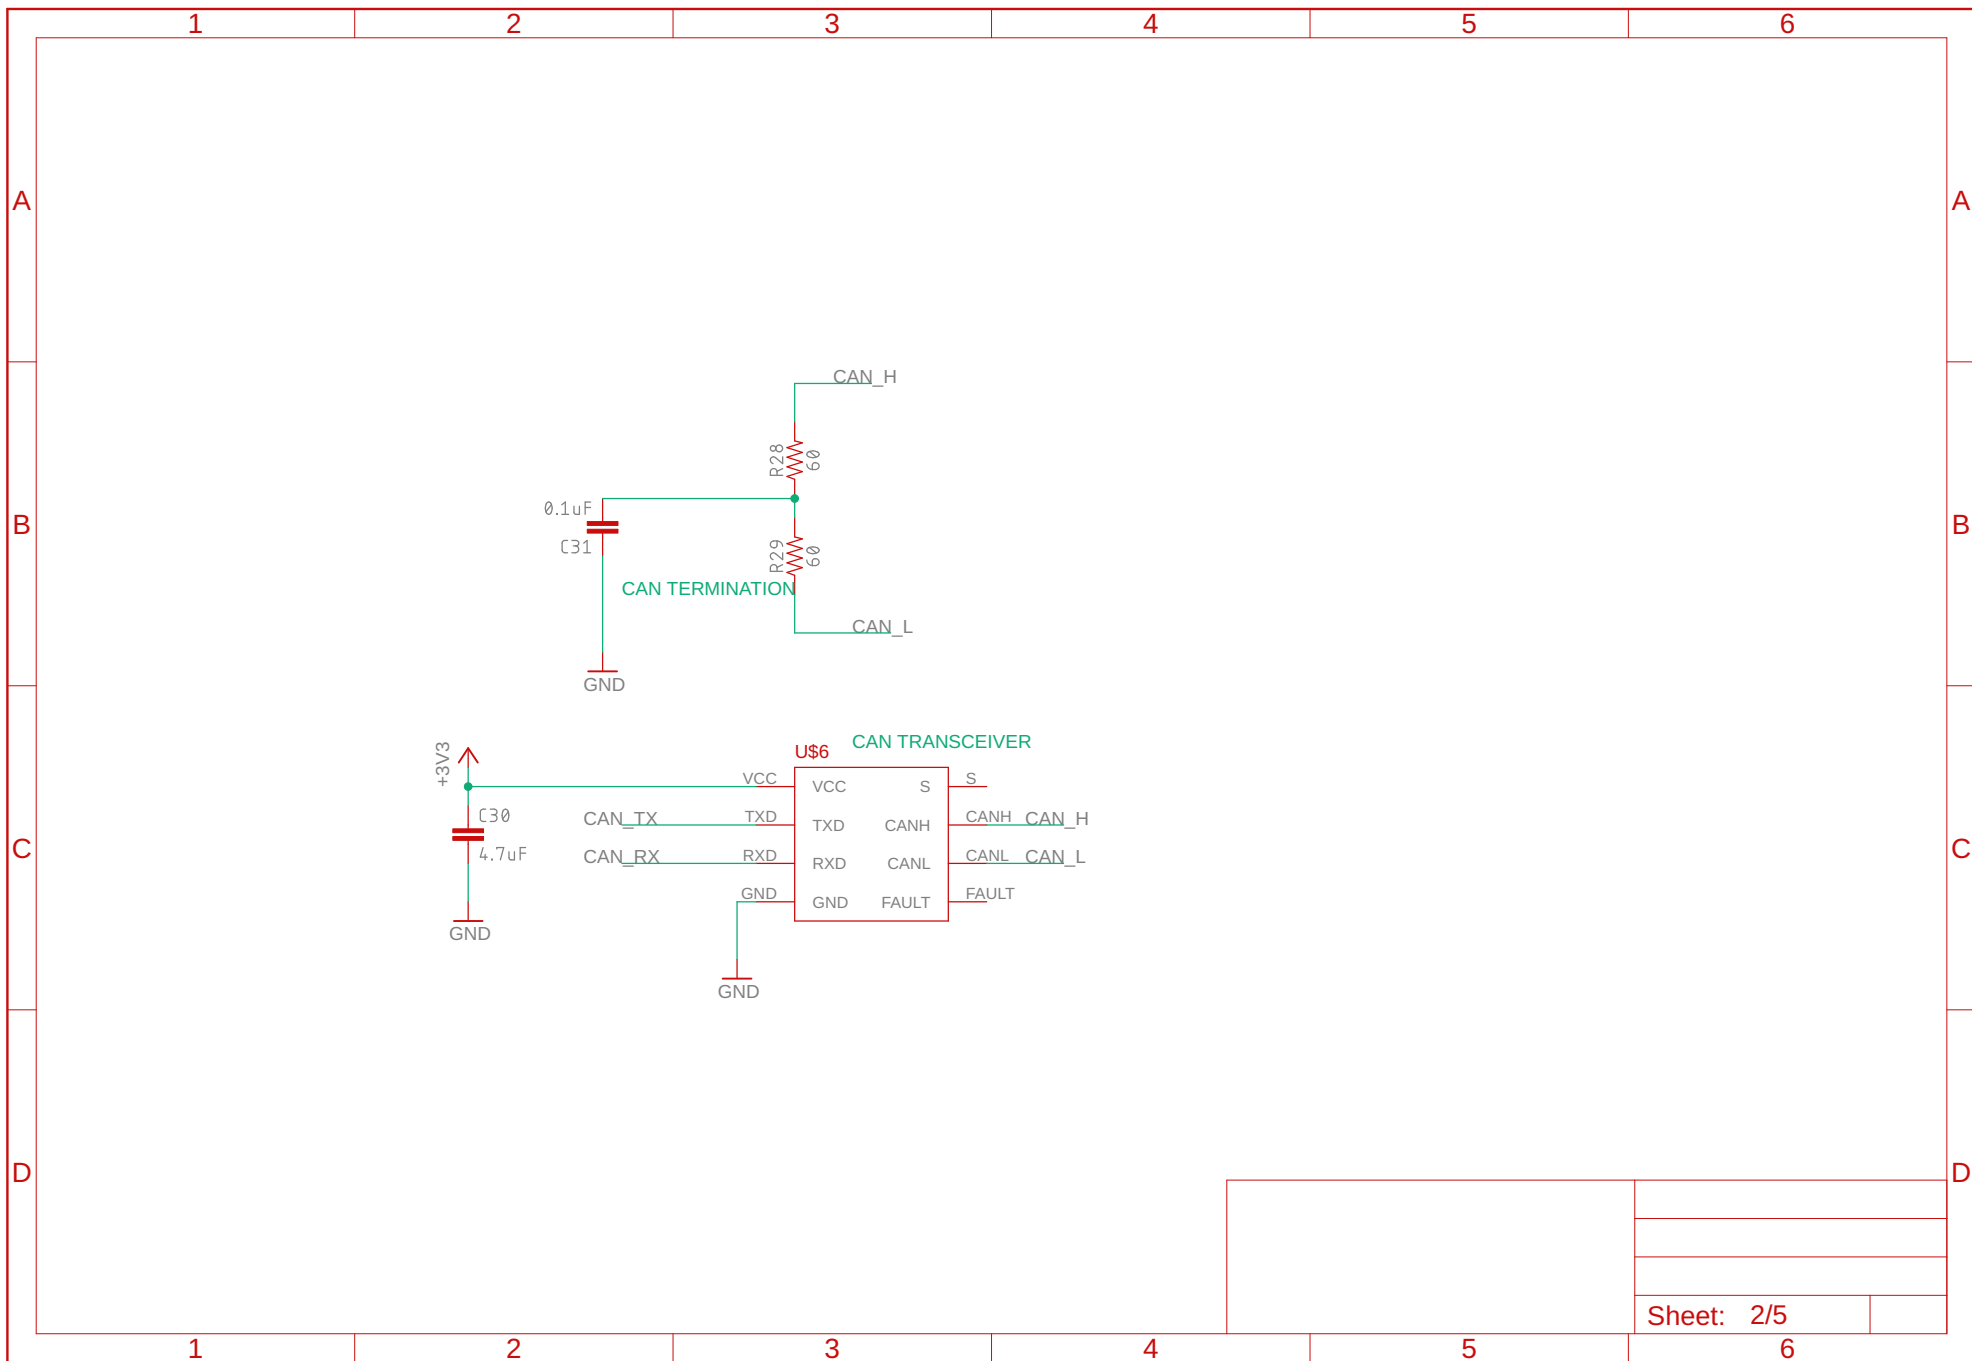 1 2 3 4 5 6
A A
CAN_H
R28
60
0.1uF
B B
C31
R29
60
CAN TERMINATION
CAN_L
GND
+3V3
U$6 CAN TRANSCEIVER
VCC VCC S S
C30
CAN_TX TXD TXD CANH CANH CAN_H
C C
4.7uF
CAN_RX RXD RXD CANL CANL CAN_L
GND GND FAULT FAULT
GND
GND
D D
Sheet: 2/5
1 2 3 4 5 6